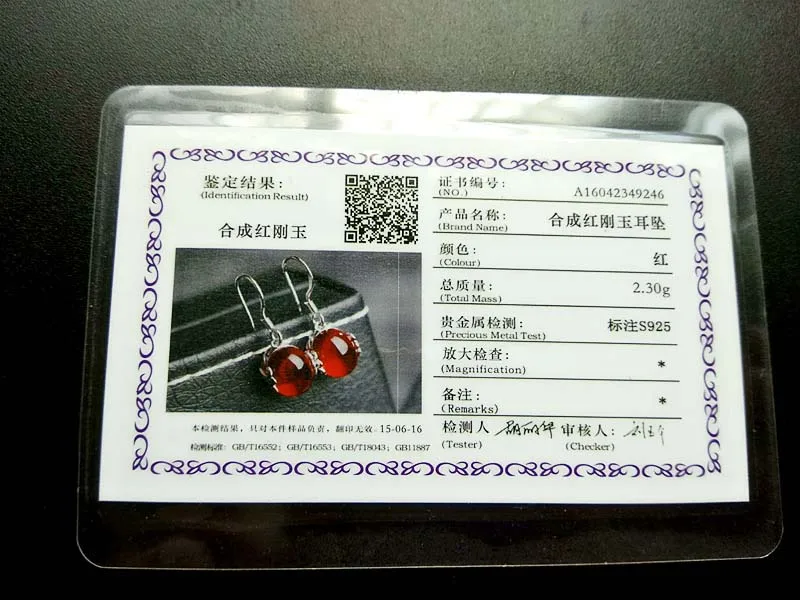 鉴定结果:
(Identification Result)
合成红刚玉
本检测结果,只对本件样品负责,翻印无效 15-06-16
检测标准: GB/T16552; GB/T16553; GB/T18043; GB11887
证书编号: A16042349246
(NO.)
产品名称: 合成红刚玉耳坠
(Brand Name)
颜色: 红
(Colour)
总质量: 2.30g
(Total Mass)
贵金属检测: 标注S925
(Precious Metal Test)
放大检查: *
(Magnification)
备注: *
(Remarks)
检测人 审核人:
(Tester) (Checker)